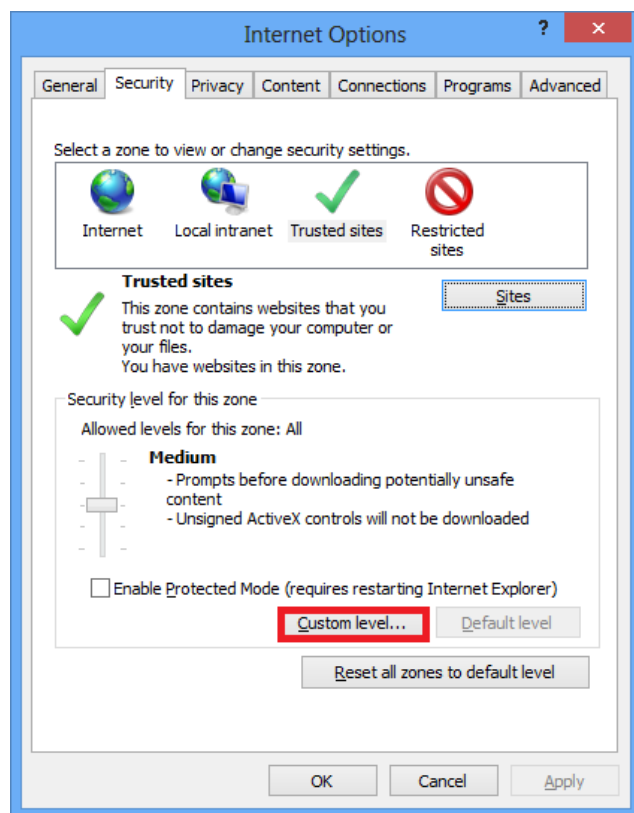 Internet Options
?
×
General Security Privacy Content Connections Programs Advanced
Select a zone to view or change security settings.
Internet Local intranet Trusted sites Restricted
sites
Trusted sites
Sites
This zone contains websites that you
trust not to damage your computer or
your files.
You have websites in this zone.
Security level for this zone
Allowed levels for this zone: All
Medium
- Prompts before downloading potentially unsafe
content
- Unsigned ActiveX controls will not be downloaded
Enable Protected Mode (requires restarting Internet Explorer)
Custom level... Default level
Reset all zones to default level
OK Cancel Apply